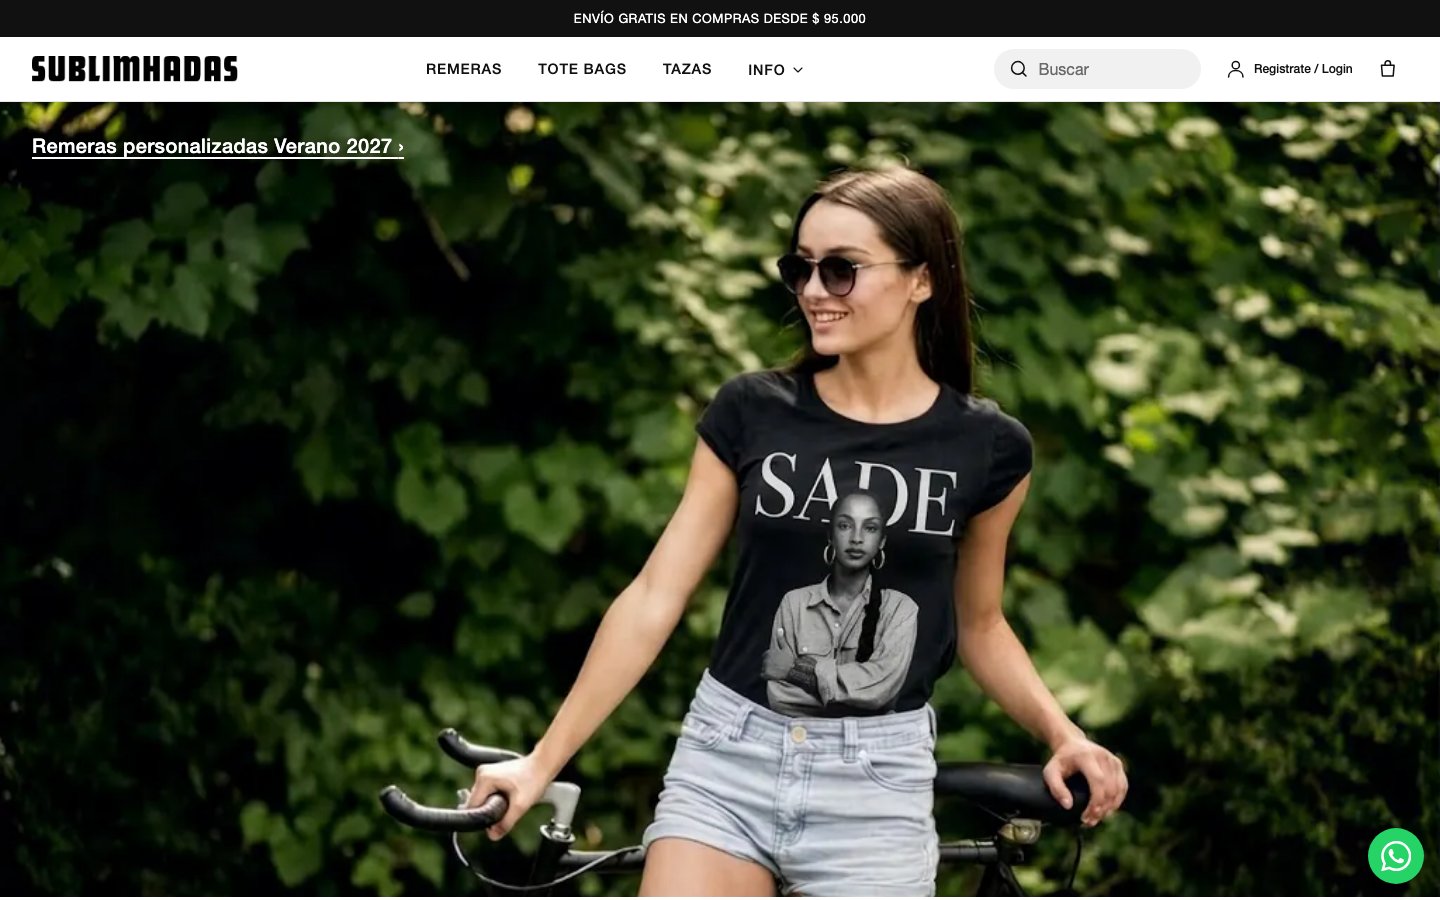 ENVÍO GRATIS EN COMPRAS DESDE $ 95.000
SUBLIMHADAS
REMERAS
TOTE BAGS
TAZAS
INFO
Buscar
Registrate / Login
Remeras personalizadas Verano 2027 ›
SADE